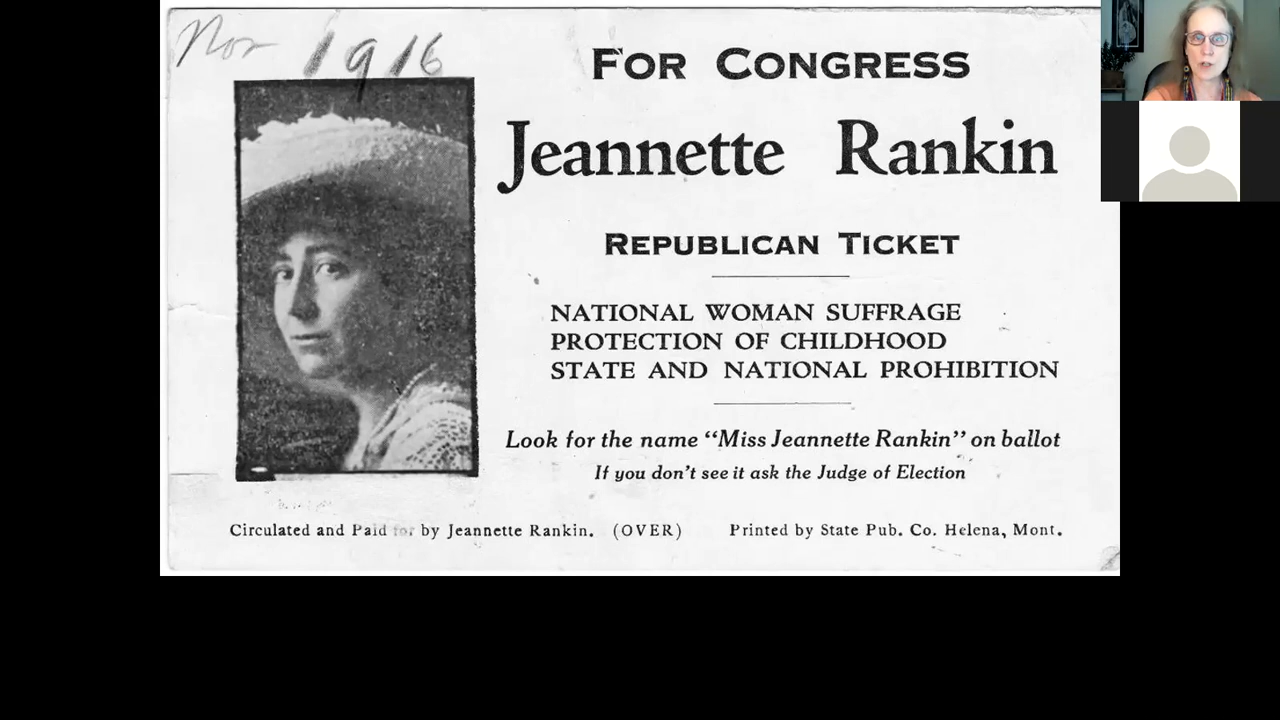 Nov 1916
FOR CONGRESS
Jeannette Rankin
REPUBLICAN TICKET
NATIONAL WOMAN SUFFRAGE
PROTECTION OF CHILDHOOD
STATE AND NATIONAL PROHIBITION
Look for the name “Miss Jeannette Rankin” on ballot
If you don't see it ask the Judge of Election
Circulated and Paid for by Jeannette Rankin. (OVER) Printed by State Pub. Co. Helena, Mont.